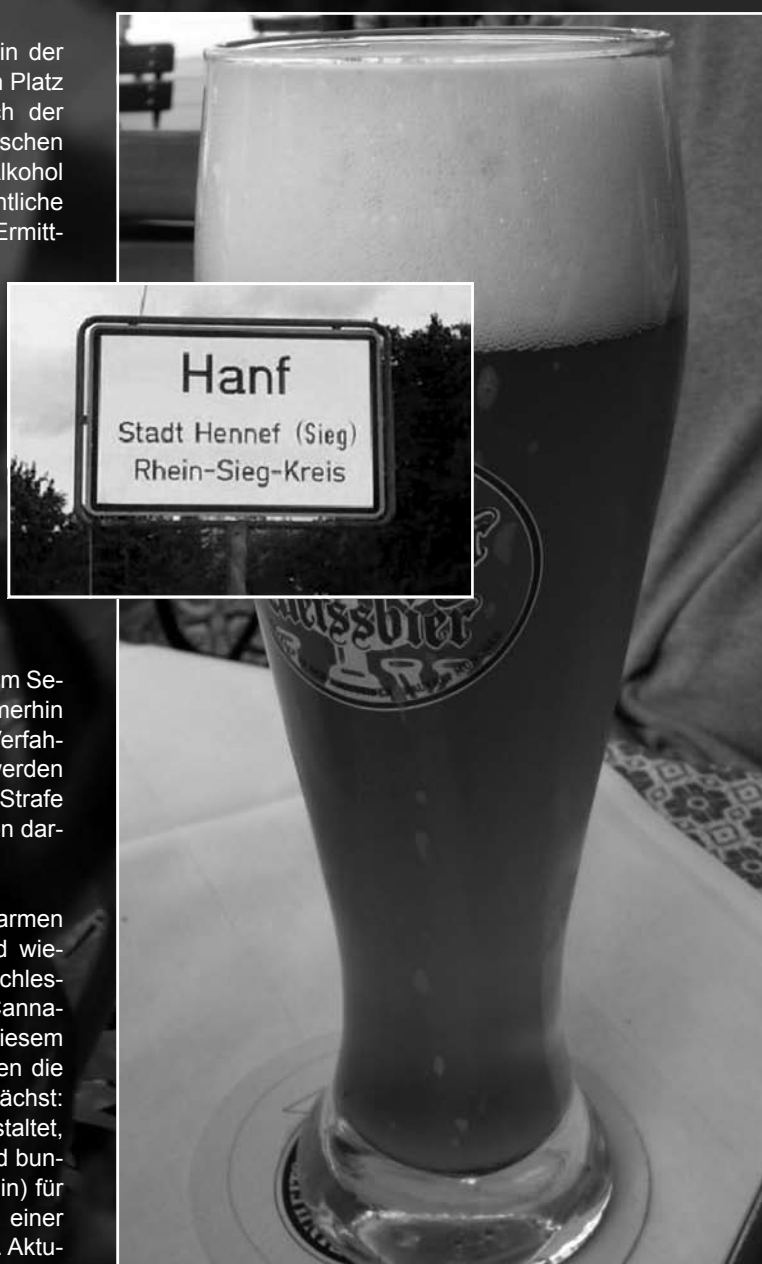 in der
Platz
ch der
schen
lkohol
ntliche
Ermitt-
Hanf
Stadt Hennef (Sieg)
Rhein-Sieg-Kreis
m Se-
merhin
Verfah-
werden
Strafe
n dar-
armen
d wie-
chles-
Canna-
iesem
en die
ächst:
staltet,
d bun-
in) für
einer
Aktu-